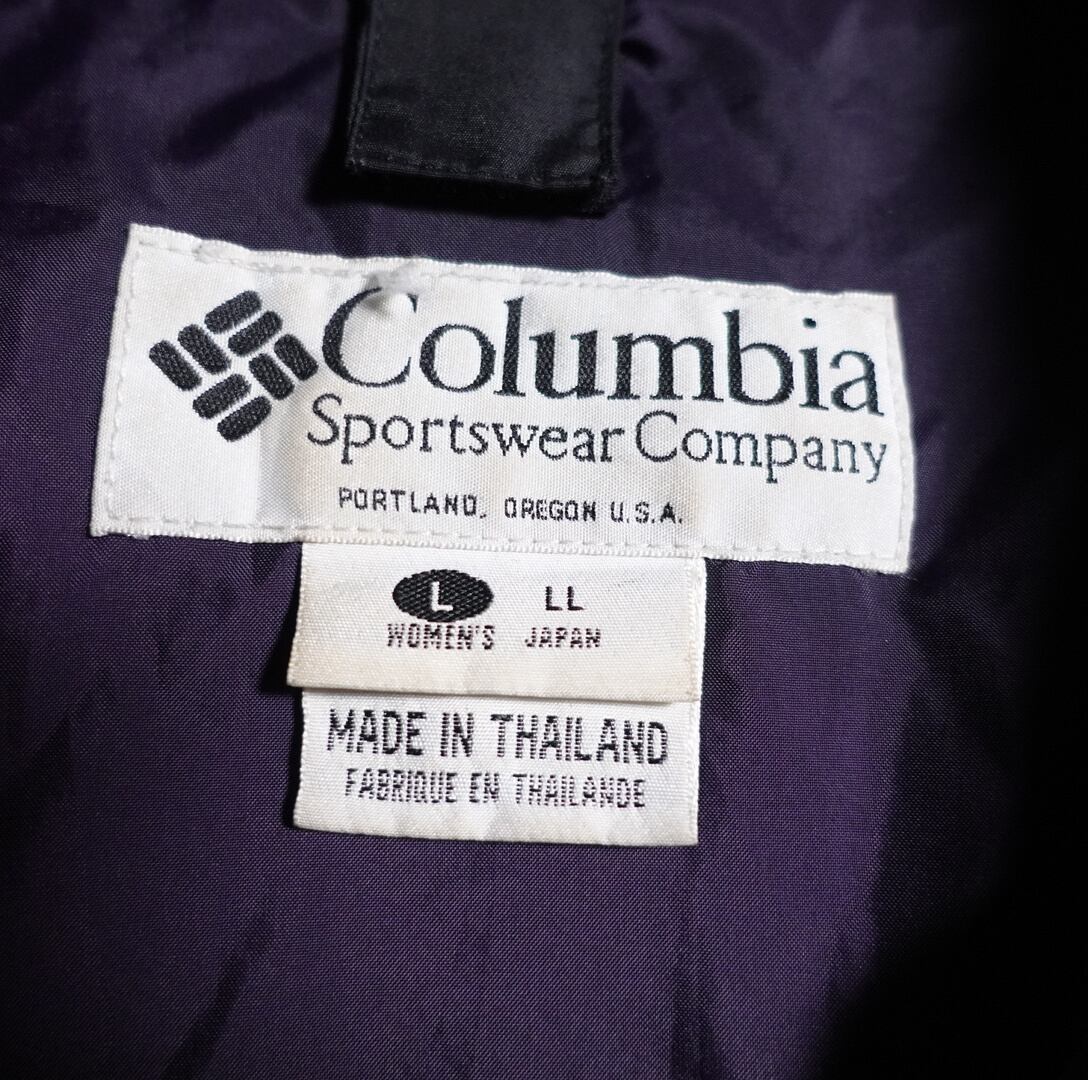 Columbia
Sportswear Company
PORTLAND, OREGON U.S.A.
L LL
WOMEN'S JAPAN
MADE IN THAILAND
FABRIQUE EN THAILANDE